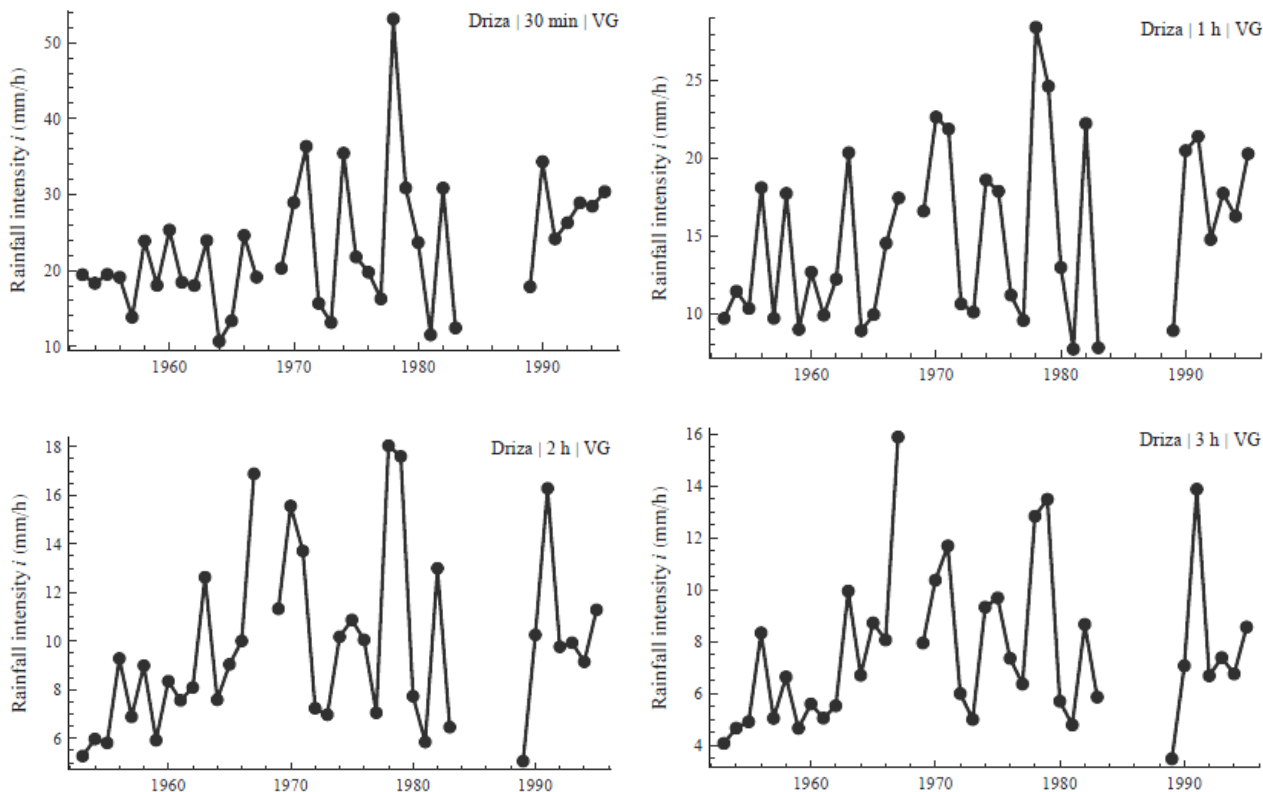 Driza | 30 min | VG
Rainfall intensity i (mm/h)
50
40
30
20
10
1960 1970 1980 1990
Driza | 1 h | VG
Rainfall intensity i (mm/h)
25
20
15
10
1960 1970 1980 1990
Driza | 2 h | VG
Rainfall intensity i (mm/h)
18
16
14
12
10
8
6
1960 1970 1980 1990
Driza | 3 h | VG
Rainfall intensity i (mm/h)
16
14
12
10
8
6
4
1960 1970 1980 1990